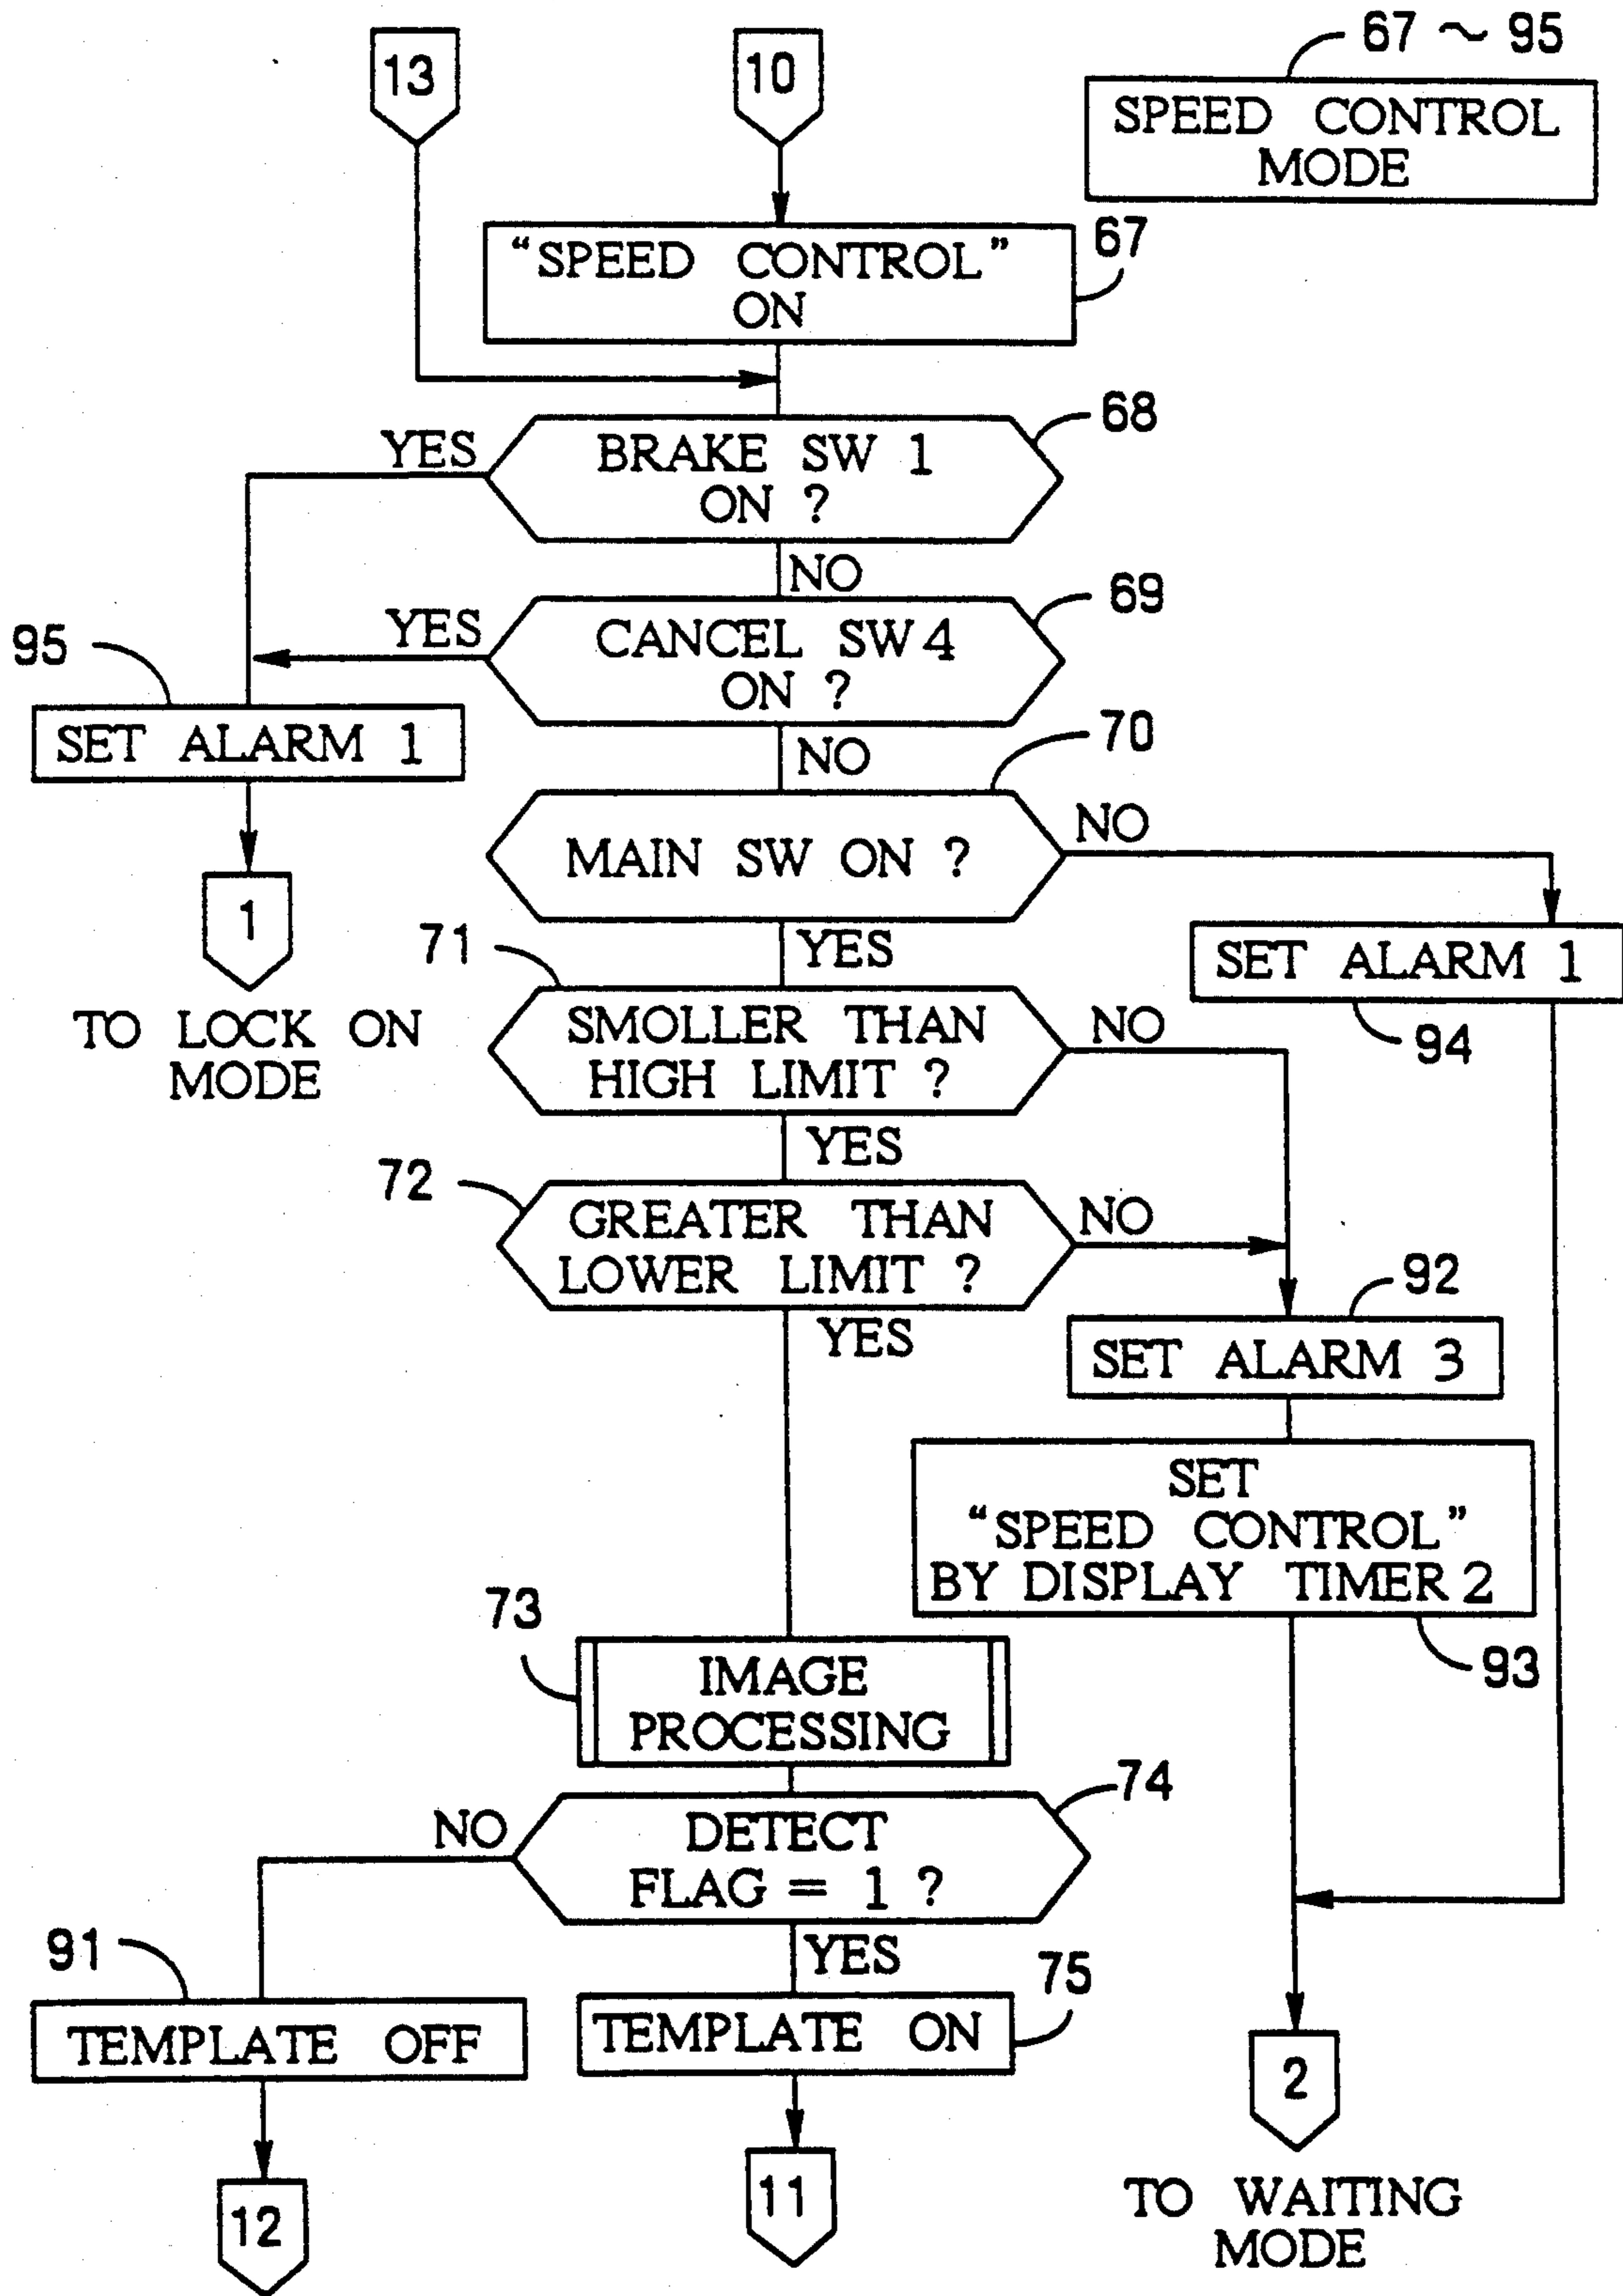 13
10
67 ~ 95
SPEED CONTROL
MODE
"SPEED CONTROL"
ON
67
68
YES
BRAKE SW 1
ON ?
NO
69
YES
CANCEL SW 4
ON ?
95
SET ALARM 1
NO
70
MAIN SW ON ?
NO
1
TO LOCK ON
MODE
YES
71
SET ALARM 1
94
SMOLLER THAN
HIGH LIMIT ?
NO
YES
72
GREATER THAN
LOWER LIMIT ?
NO
YES
92
SET ALARM 3
SET
"SPEED CONTROL"
BY DISPLAY TIMER 2
93
73
IMAGE
PROCESSING
74
NO
DETECT
FLAG = 1 ?
YES
91
75
TEMPLATE OFF
TEMPLATE ON
2
12
11
TO WAITING
MODE